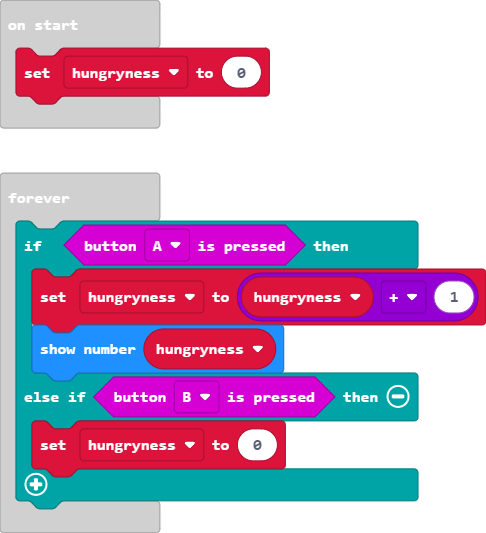 on start
set hungryness to 0
forever
if button A is pressed then
set hungryness to hungryness + 1
show number hungryness
else if button B is pressed then
set hungryness to 0